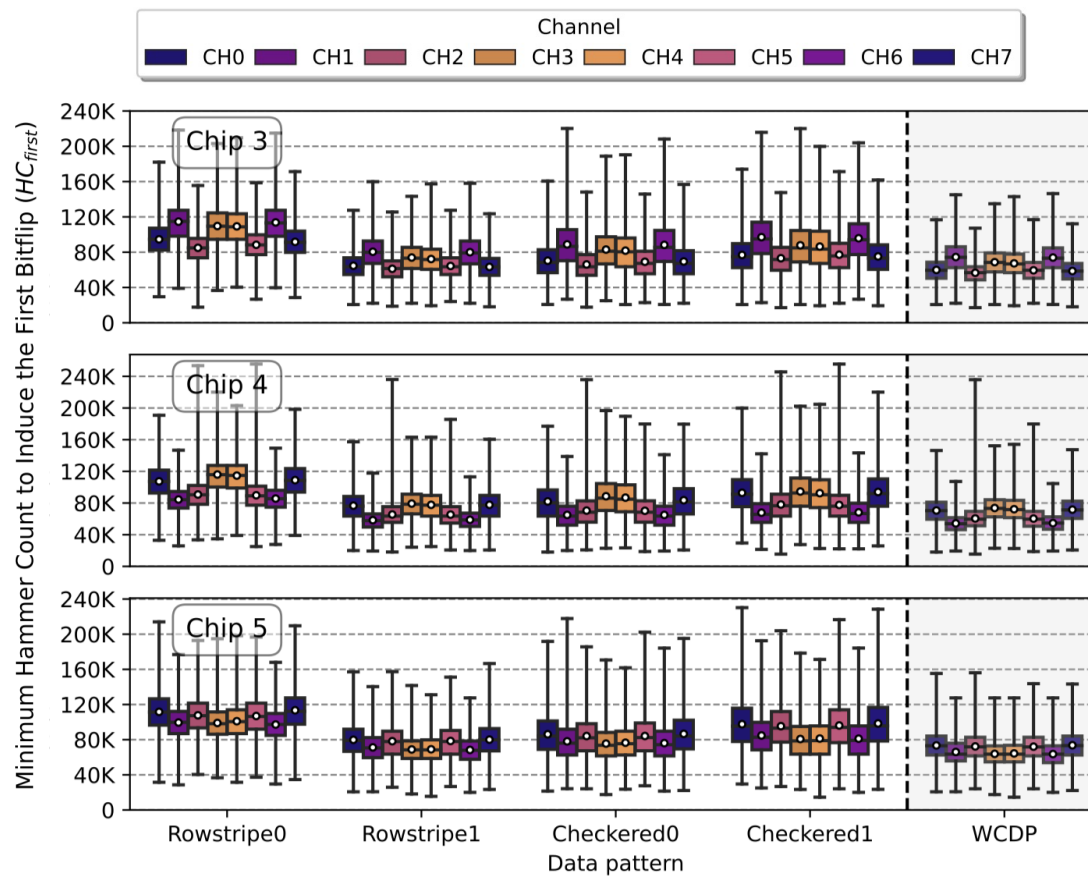 Channel
CH0 CH1 CH2 CH3 CH4 CH5 CH6 CH7
Minimum Hammer Count to Induce the First Bitflip (HC_first)
240K
200K
160K
120K
80K
40K
0
Chip 3
240K
200K
160K
120K
80K
40K
0
Chip 4
240K
200K
160K
120K
80K
40K
0
Chip 5
Rowstripe0 Rowstripe1 Checkered0 Checkered1 WCDP
Data pattern